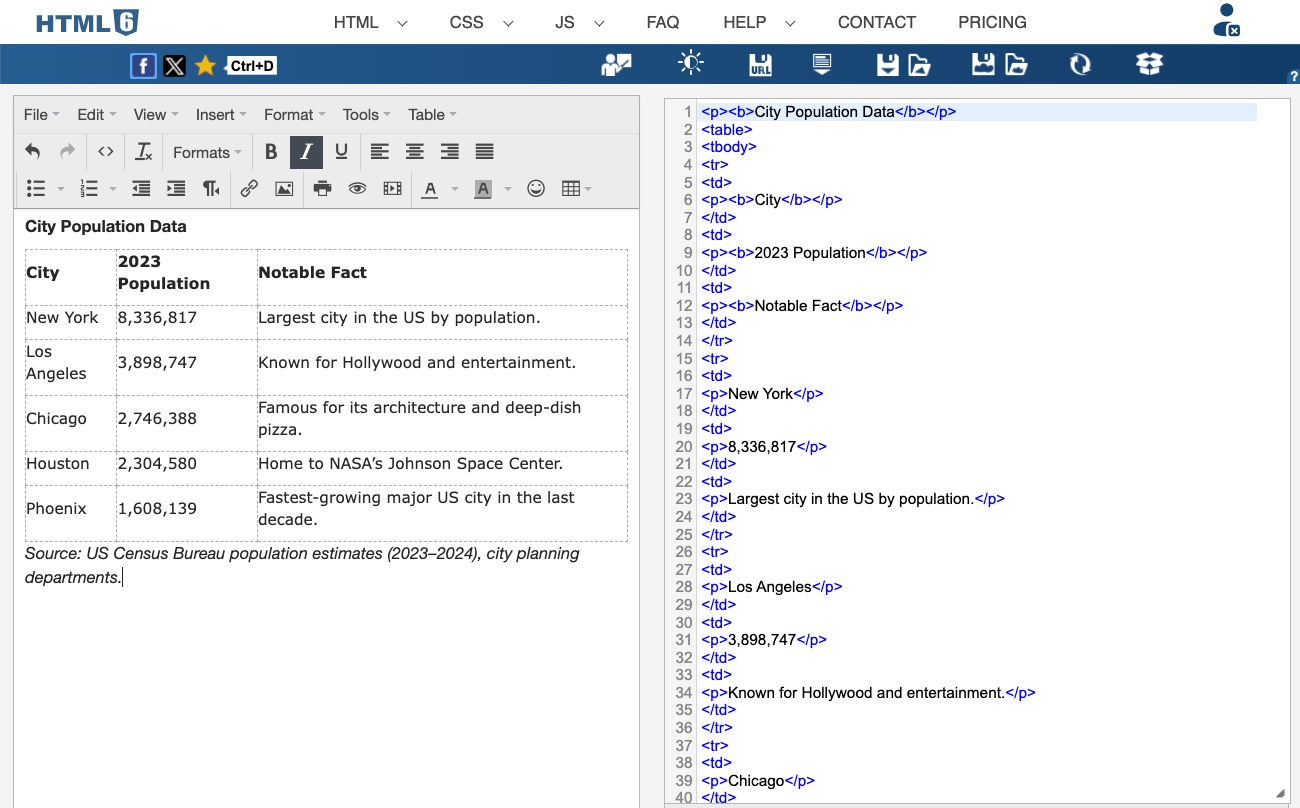 HTML 6
HTML CSS JS FAQ HELP CONTACT PRICING
f X Ctrl+D URL ?
File Edit View Insert Format Tools Table
Formats B I U
A A
City Population Data
City 2023 Population Notable Fact
New York 8,336,817 Largest city in the US by population.
Los Angeles 3,898,747 Known for Hollywood and entertainment.
Chicago 2,746,388 Famous for its architecture and deep-dish pizza.
Houston 2,304,580 Home to NASA’s Johnson Space Center.
Phoenix 1,608,139 Fastest-growing major US city in the last decade.
Source: US Census Bureau population estimates (2023–2024), city planning
departments.
1 <p><b>City Population Data</b></p>
2 <table>
3 <tbody>
4 <tr>
5 <td>
6 <p><b>City</b></p>
7 </td>
8 <td>
9 <p><b>2023 Population</b></p>
10 </td>
11 <td>
12 <p><b>Notable Fact</b></p>
13 </td>
14 </tr>
15 <tr>
16 <td>
17 <p>New York</p>
18 </td>
19 <td>
20 <p>8,336,817</p>
21 </td>
22 <td>
23 <p>Largest city in the US by population.</p>
24 </td>
25 </tr>
26 <tr>
27 <td>
28 <p>Los Angeles</p>
29 </td>
30 <td>
31 <p>3,898,747</p>
32 </td>
33 <td>
34 <p>Known for Hollywood and entertainment.</p>
35 </td>
36 </tr>
37 <tr>
38 <td>
39 <p>Chicago</p>
40 </td>